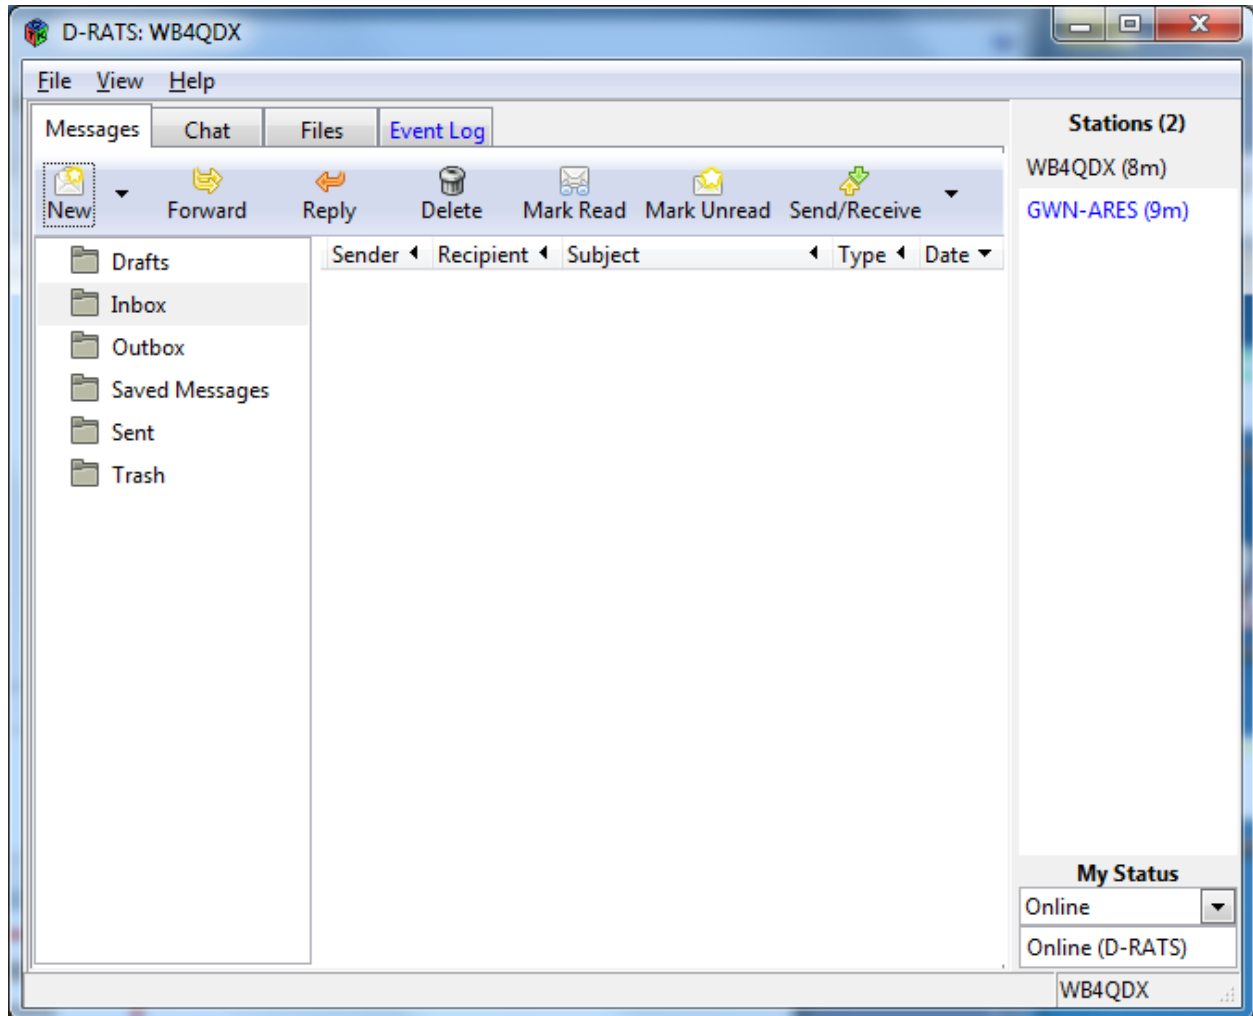 D-RATS: WB4QDX
File View Help
Messages Chat Files Event Log
New Forward Reply Delete Mark Read Mark Unread Send/Receive
Sender Recipient Subject Type Date
Drafts
Inbox
Outbox
Saved Messages
Sent
Trash
Stations (2)
WB4QDX (8m)
GWN-ARES (9m)
My Status
Online
Online (D-RATS)
WB4QDX